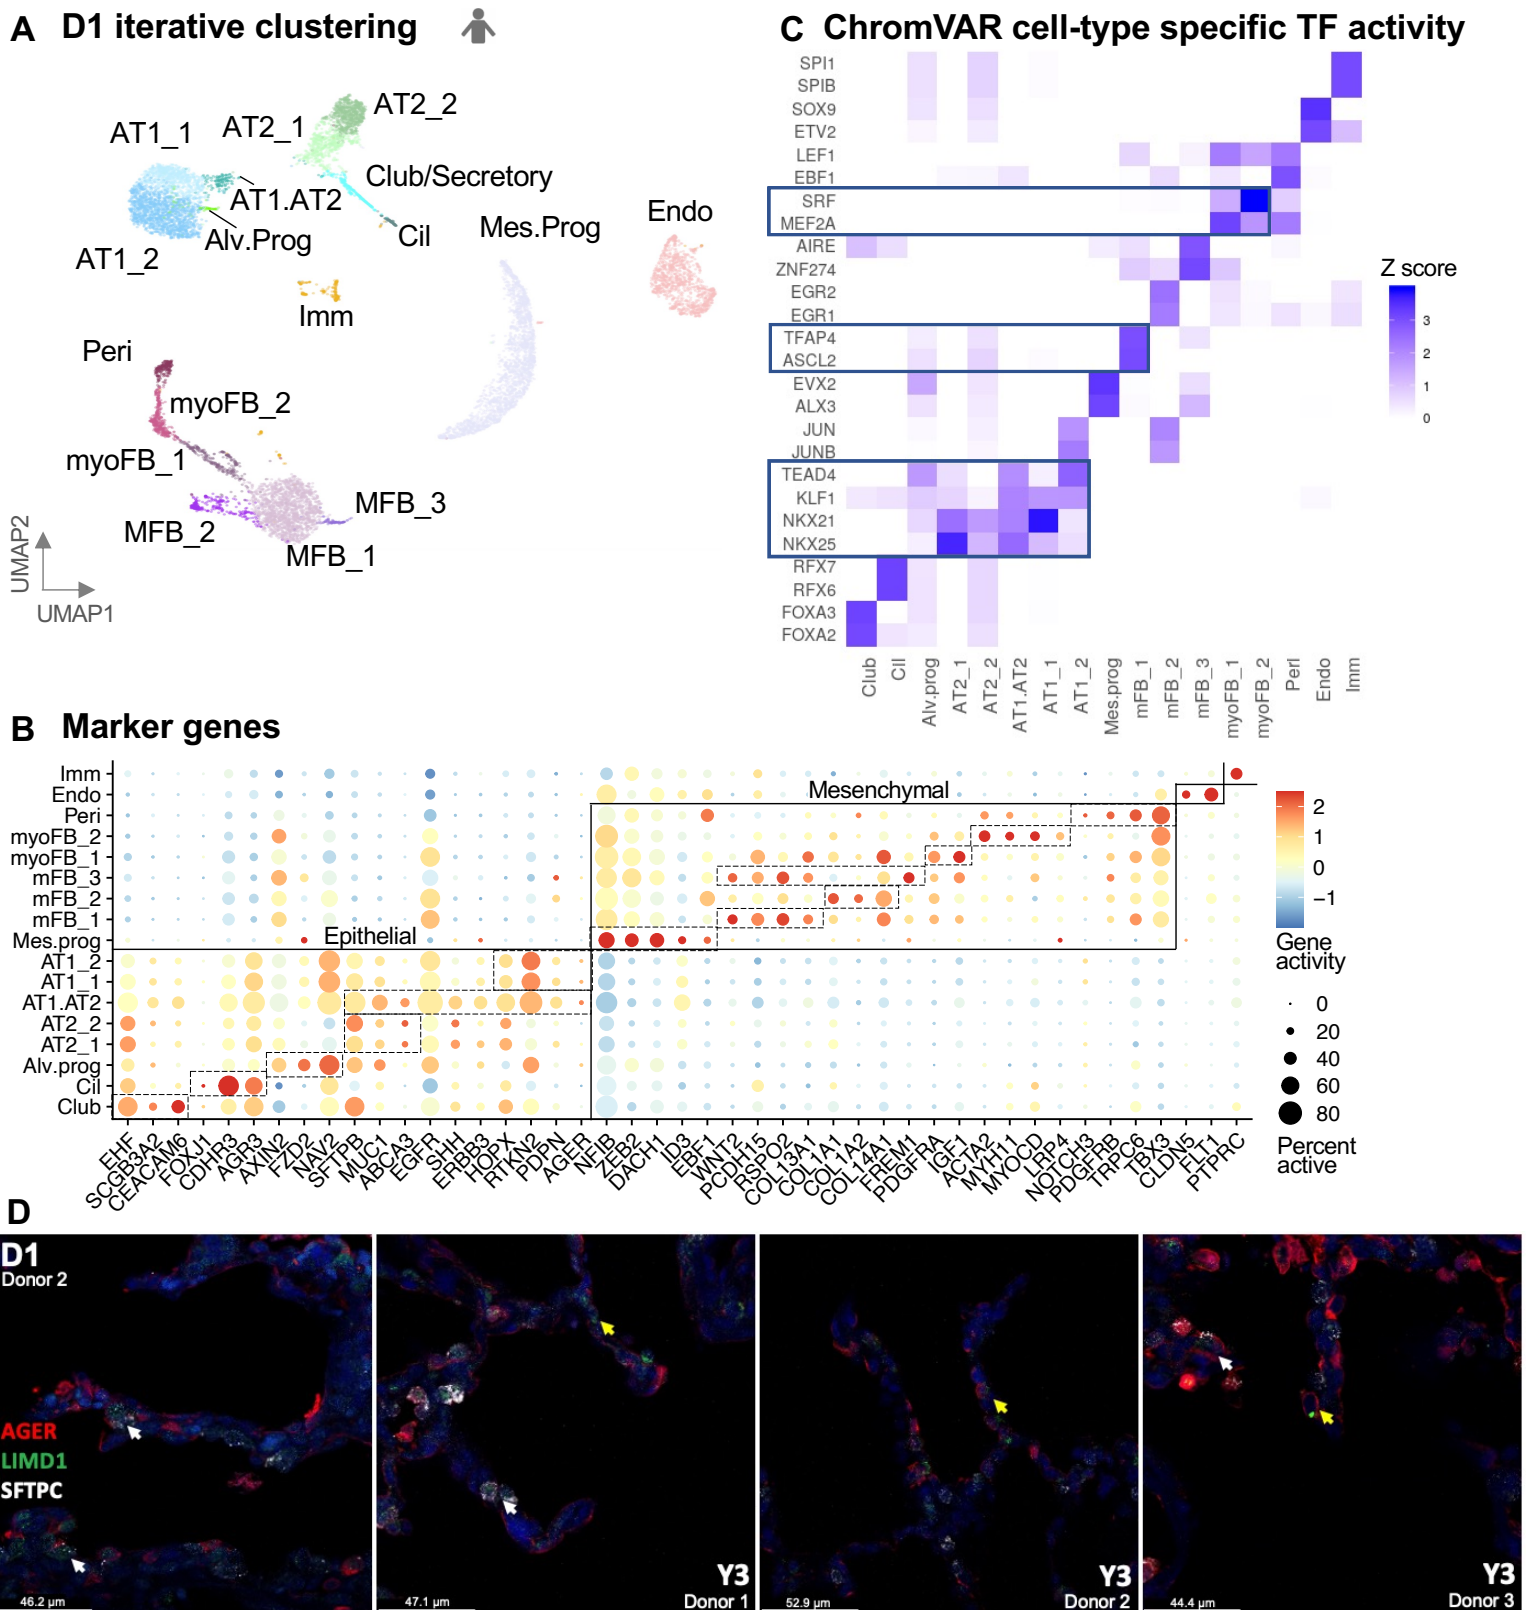 A D1 iterative clustering
AT2_2
AT1_1
AT2_1
Club/Secretory
AT1.AT2
Alv.Prog
Cil
AT1_2
Mes.Prog
Endo
Imm
Peri
myoFB_2
myoFB_1
MFB_3
MFB_2
MFB_1
UMAP2
UMAP1
C ChromVAR cell-type specific TF activity
SPI1
SPIB
SOX9
ETV2
LEF1
EBF1
SRF
MEF2A
AIRE
ZNF274
EGR2
EGR1
TFAP4
ASCL2
EVX2
ALX3
JUN
JUNB
TEAD4
KLF1
NKX21
NKX25
RFX7
RFX6
FOXA3
FOXA2
Z score
3
2
1
0
Club
Cil
Alv.prog
AT2_1
AT2_2
AT1.AT2
AT1_1
AT1_2
Mes.prog
mFB_1
mFB_2
mFB_3
myoFB_1
myoFB_2
Peri
Endo
Imm
B Marker genes
Imm
Endo
Peri
myoFB_2
myoFB_1
mFB_3
mFB_2
mFB_1
Mes.prog
AT1_2
AT1_1
AT1.AT2
AT2_2
AT2_1
Alv.prog
Cil
Club
Mesenchymal
Epithelial
EHF
SCGB3A2
CEACAM6
FOXJ1
CDHR3
AGR3
AXIN2
FZD2
NAV2
SFTPB
MUC1
ABCA3
EGFR
SHH
ERBB3
HOPX
RTKN2
PDPN
AGER
NFIB
ZEB2
DACH1
ID3
EBF1
WNT2
PCDH15
RSPO2
COL13A1
COL1A1
COL1A2
COL14A1
FREM1
PDGFRA
IGF1
ACTA2
MYH11
MYOCD
LRP4
NOTCH3
PDGFRB
TRPC6
TBX3
CLDN5
FLT1
PTPRC
2
1
0
−1
Gene
activity
0
20
40
60
80
Percent
active
D
D1
Donor 2
AGER
LIMD1
SFTPC
46.2 µm
47.1 µm
Y3
Donor 1
52.9 µm
Y3
Donor 2
44.4 µm
Y3
Donor 3